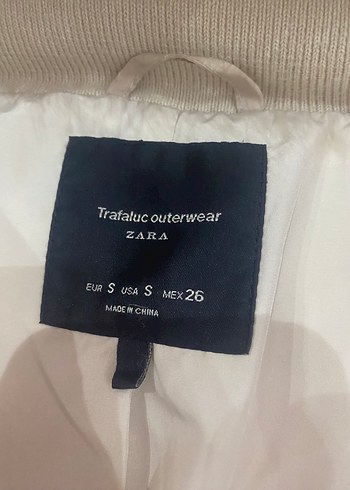 Trafaluc outerwear
ZARA
EUR S USA S MEX 26
MADE IN CHINA